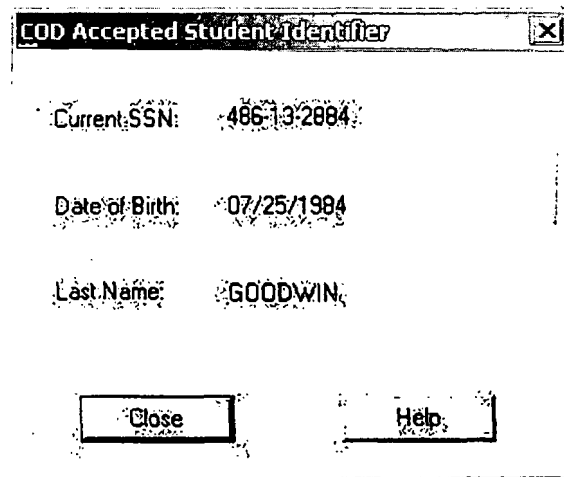 COD Accepted Student Identifier
Current SSN: 486-13-2884
Date of Birth: 07/25/1984
Last Name: GOODWIN
Close Help